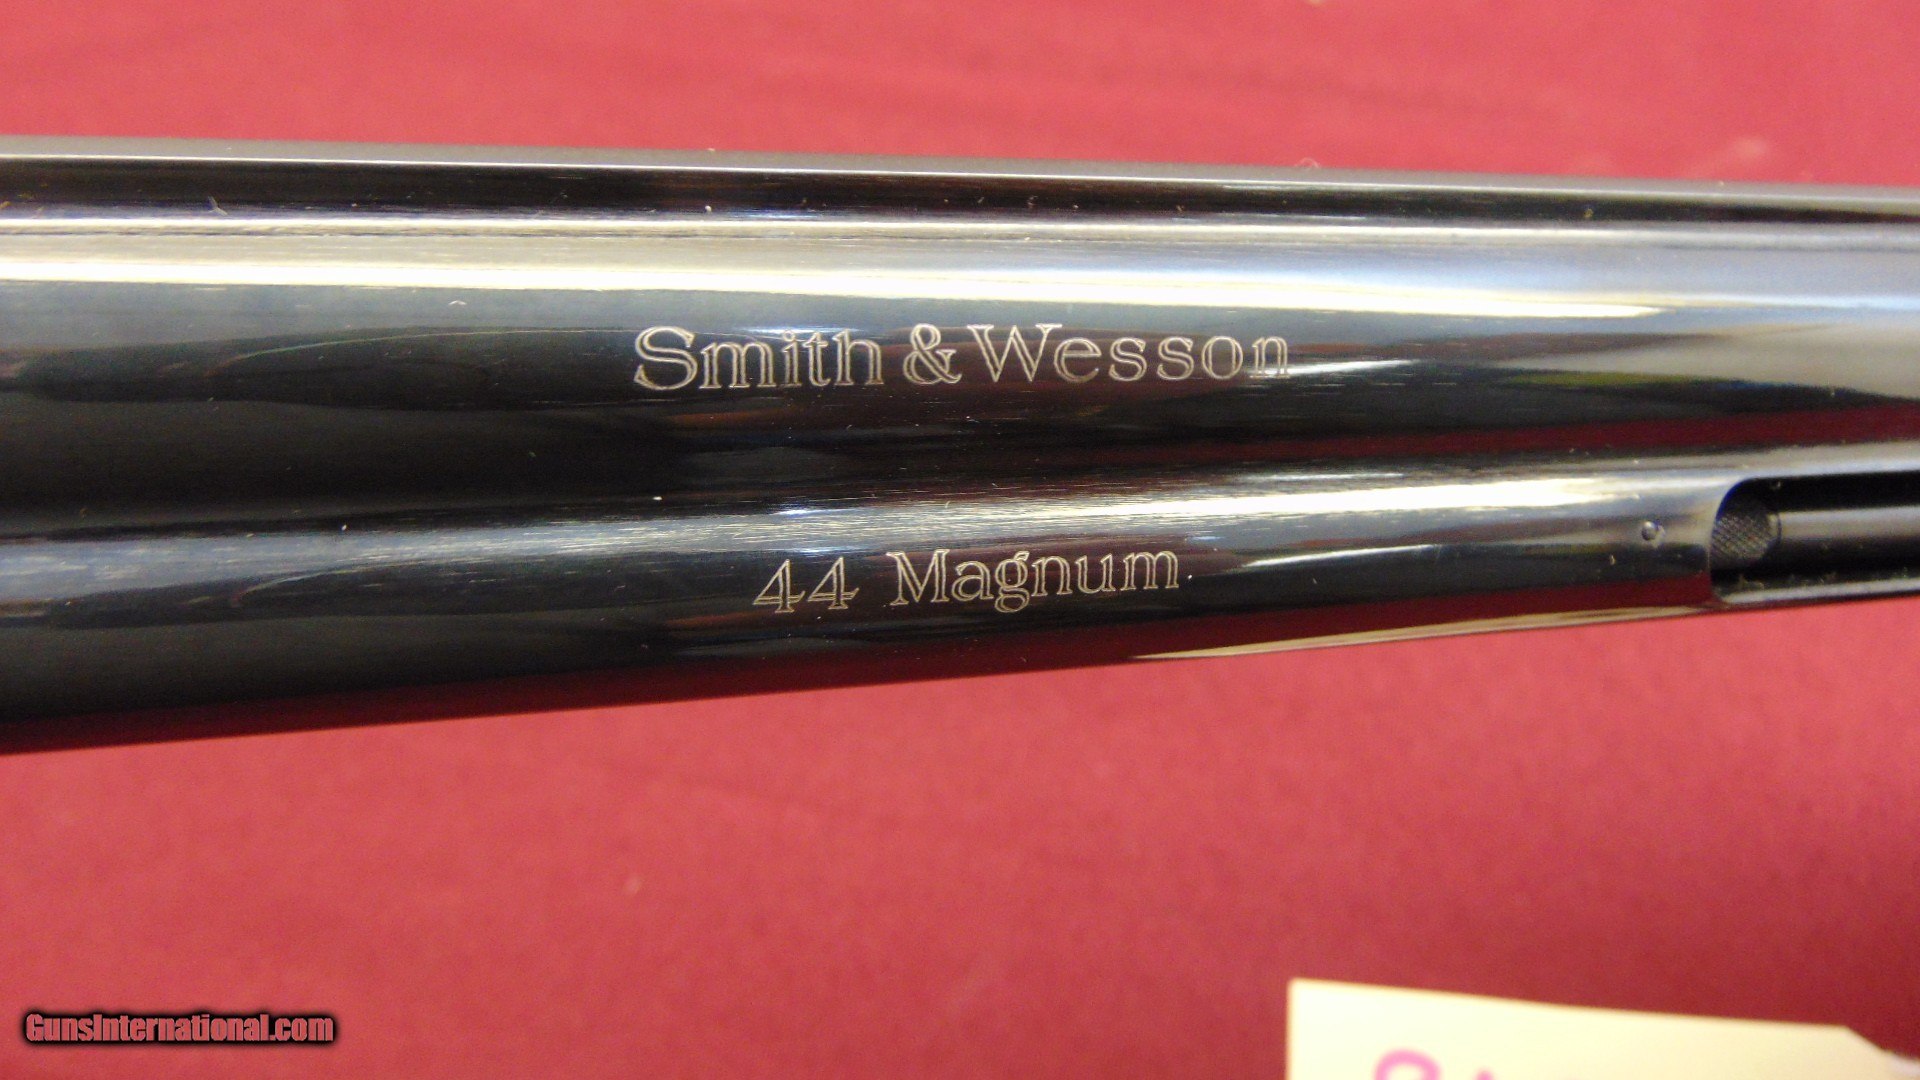 Smith & Wesson
44 Magnum
GunsInternational.com